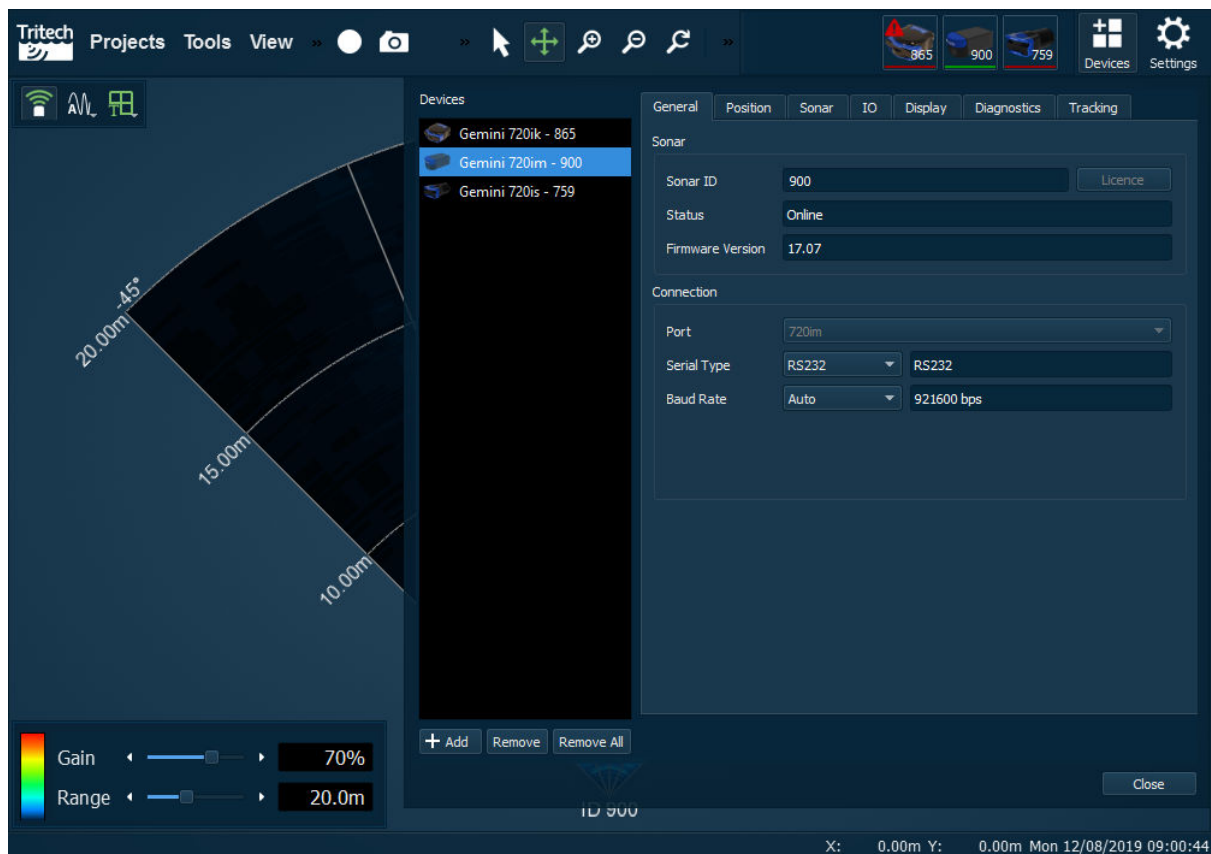 Tritech
Projects Tools View » »
»
865 900 759
Devices Settings
A
Devices
Gemini 720ik - 865
Gemini 720im - 900
Gemini 720is - 759
General Position Sonar IO Display Diagnostics Tracking
Sonar
Sonar ID 900 Licence
Status Online
Firmware Version 17.07
Connection
Port 720im
Serial Type RS232 RS232
Baud Rate Auto 921600 bps
-45°
20.00m
15.00m
10.00m
+ Add Remove Remove All
Close
Gain 70%
Range 20.0m
ID 900
X: 0.00m Y: 0.00m Mon 12/08/2019 09:00:44